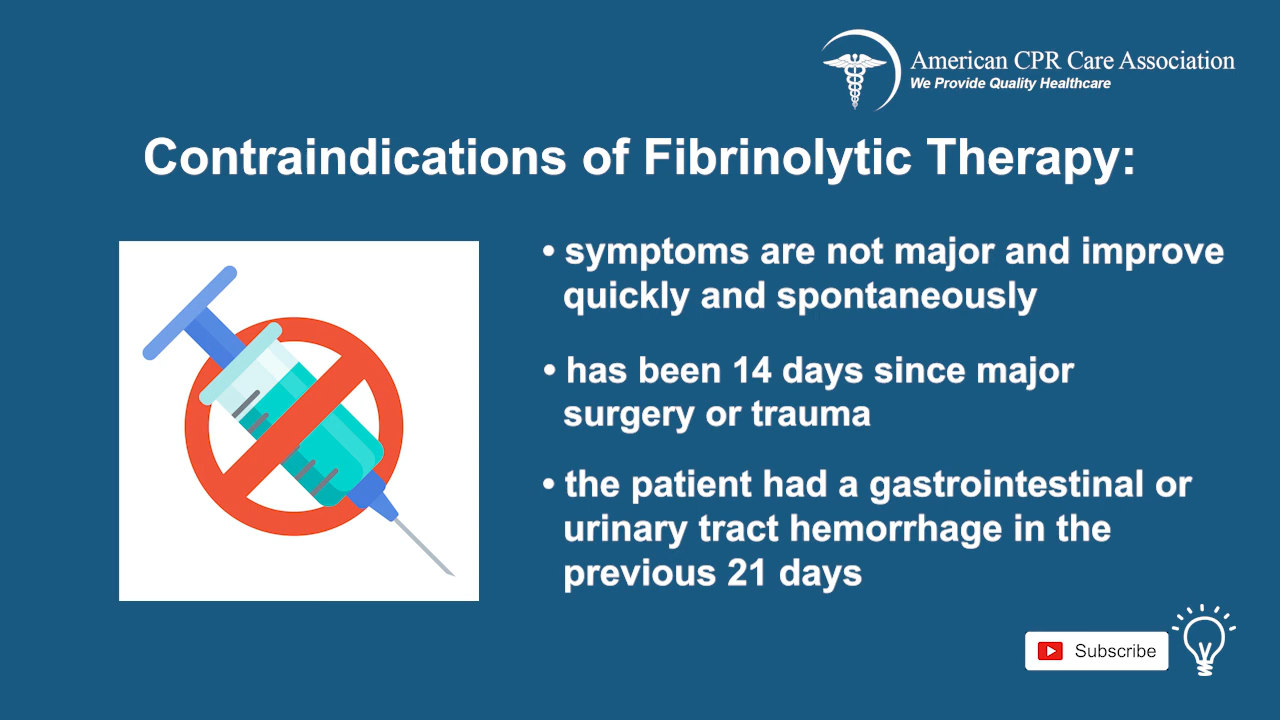 American CPR Care Association
We Provide Quality Healthcare
Contraindications of Fibrinolytic Therapy:
• symptoms are not major and improve
quickly and spontaneously
• has been 14 days since major
surgery or trauma
• the patient had a gastrointestinal or
urinary tract hemorrhage in the
previous 21 days
Subscribe